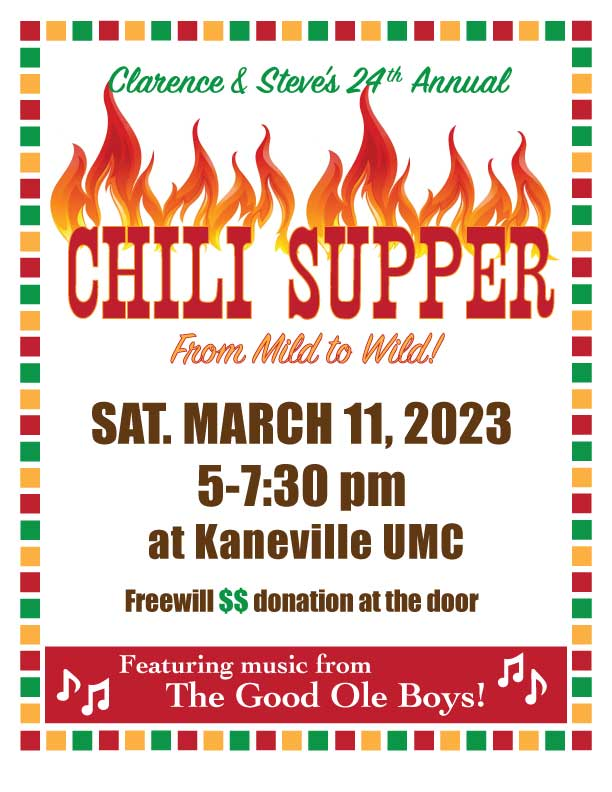 Clarence & Steve's 24th Annual
CHILI SUPPER
From Mild to Wild!
SAT. MARCH 11, 2023
5-7:30 pm
at Kaneville UMC
Freewill $$ donation at the door
Featuring music from
The Good Ole Boys!